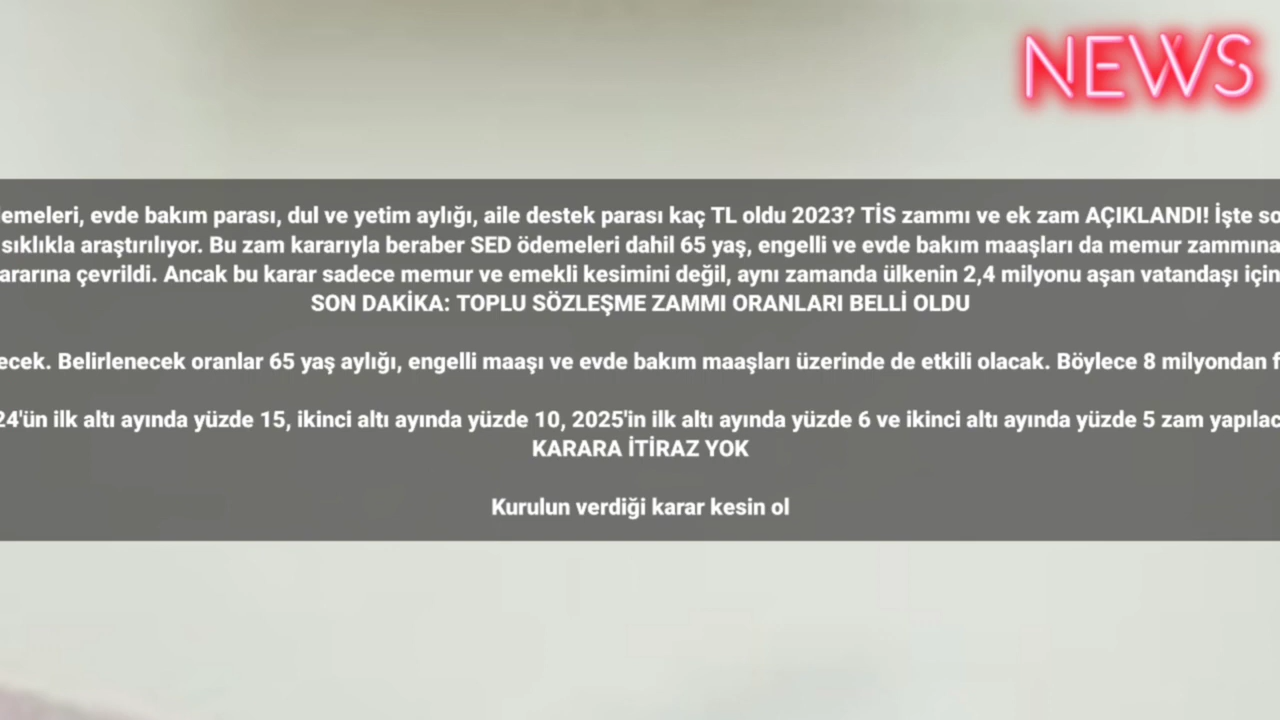 NEWS
emeleri, evde bakım parası, dul ve yetim aylığı, aile destek parası kaç TL oldu 2023? TİS zammı ve ek zam AÇIKLANDI! İşte so
sıklıkla araştırılıyor. Bu zam kararıyla beraber SED ödemeleri dahil 65 yaş, engelli ve evde bakım maaşları da memur zammına
ararına çevrildi. Ancak bu karar sadece memur ve emekli kesimini değil, aynı zamanda ülkenin 2,4 milyonu aşan vatandaşı için
SON DAKİKA: TOPLU SÖZLEŞME ZAMMI ORANLARI BELLİ OLDU
ecek. Belirlenecek oranlar 65 yaş aylığı, engelli maaşı ve evde bakım maaşları üzerinde de etkili olacak. Böylece 8 milyondan f
24'ün ilk altı ayında yüzde 15, ikinci altı ayında yüzde 10, 2025'in ilk altı ayında yüzde 6 ve ikinci altı ayında yüzde 5 zam yapılac
KARARA İTİRAZ YOK
Kurulun verdiği karar kesin ol